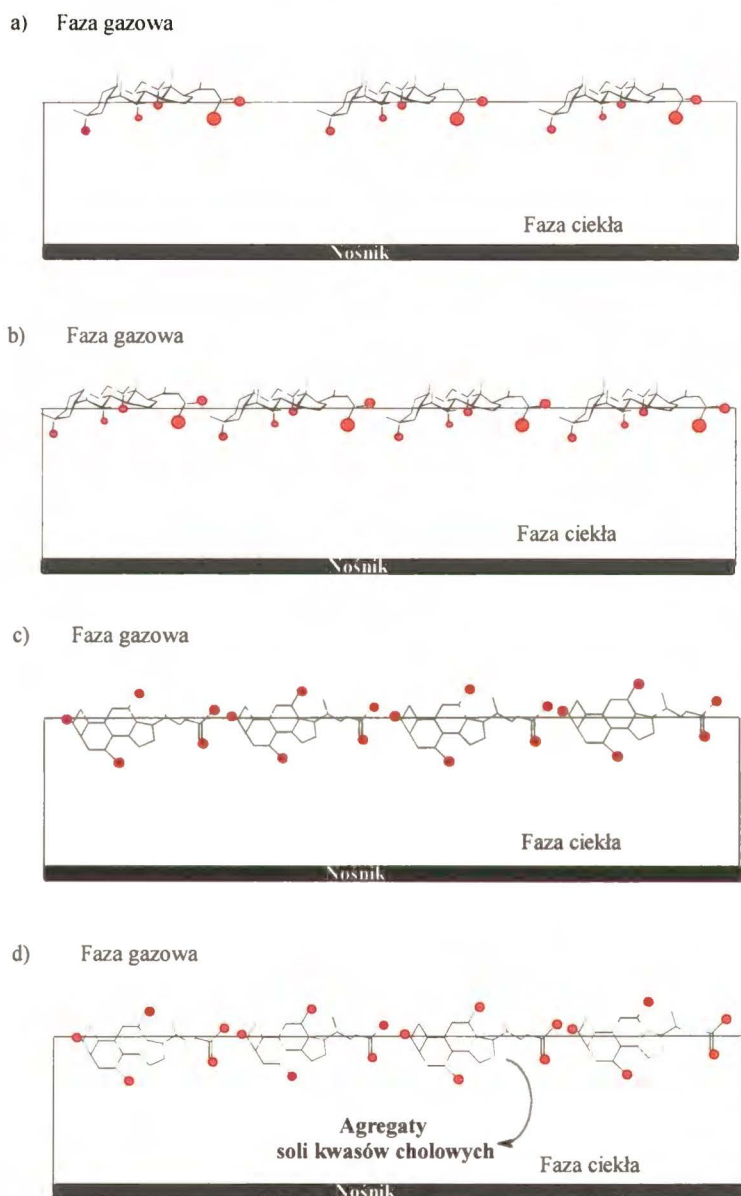 a) Faza gazowa
Faza ciekła
Nośnik
b) Faza gazowa
Faza ciekła
Nośnik
c) Faza gazowa
Faza ciekła
Nośnik
d) Faza gazowa
Agregaty
soli kwasów cholowych
Faza ciekła
Nośnik